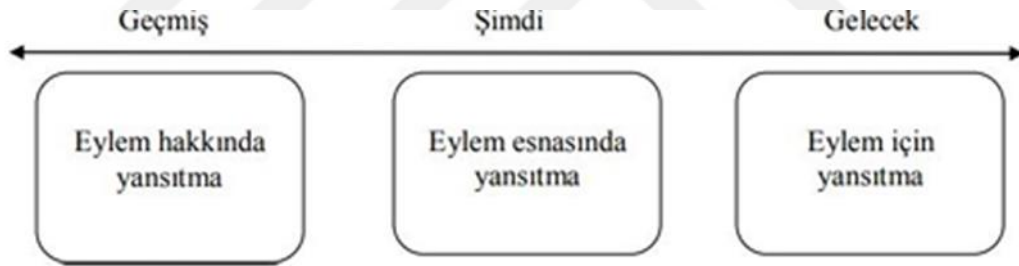 Geçmiş Şimdi Gelecek
Eylem hakkında yansıtma
Eylem esnasında yansıtma
Eylem için yansıtma